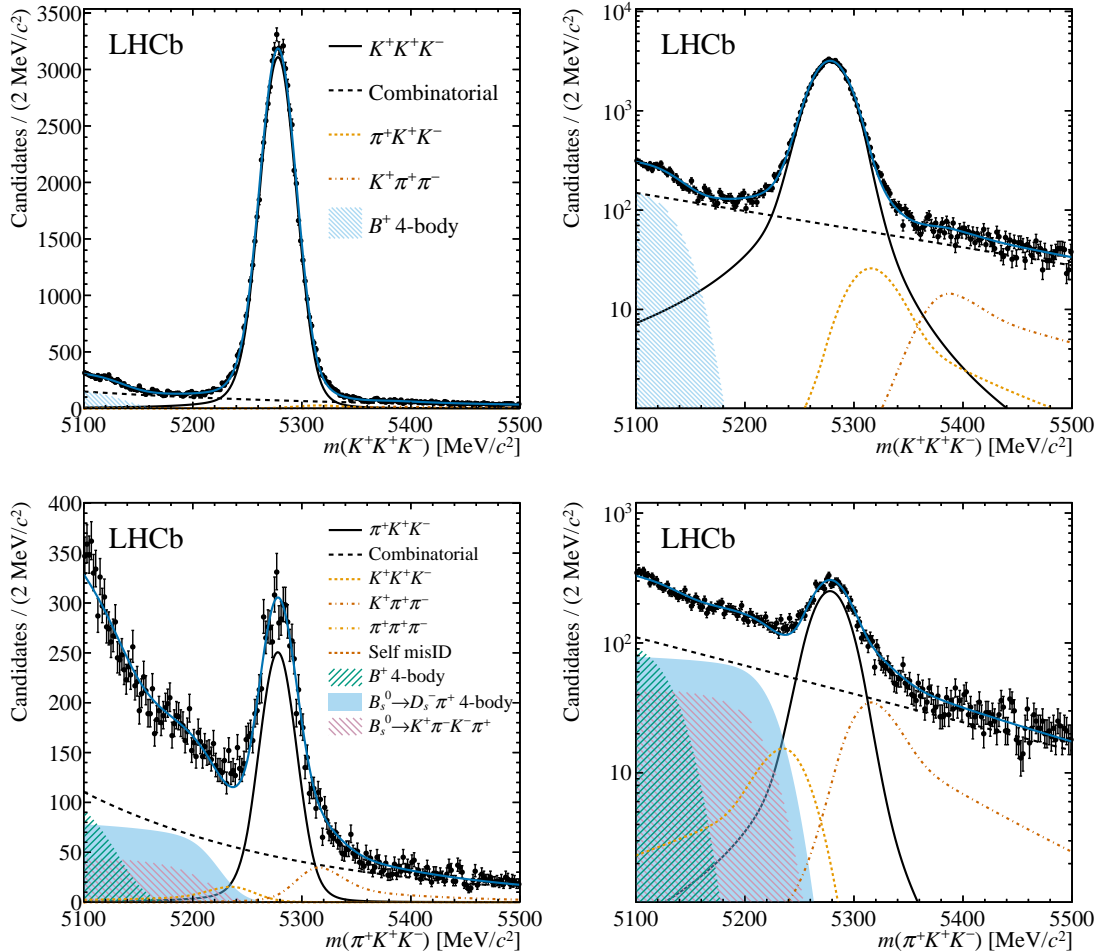 LHCb
K⁺K⁺K⁻
Combinatorial
π⁺K⁺K⁻
K⁺π⁺π⁻
B⁺ 4-body
Candidates / (2 MeV/c²)
3500
3000
2500
2000
1500
1000
500
0
5100 5200 5300 5400 5500
m(K⁺K⁺K⁻) [MeV/c²]
LHCb
Candidates / (2 MeV/c²)
10⁴
10³
10²
10
5100 5200 5300 5400 5500
m(K⁺K⁺K⁻) [MeV/c²]
LHCb
π⁺K⁺K⁻
Combinatorial
K⁺K⁺K⁻
K⁺π⁺π⁻
π⁺π⁺π⁻
Self misID
B⁺ 4-body
B⁰ₛ→D⁻ₛπ⁺ 4-body
B⁰ₛ→K⁺π⁻K⁻π⁺
Candidates / (2 MeV/c²)
400
350
300
250
200
150
100
50
0
5100 5200 5300 5400 5500
m(π⁺K⁺K⁻) [MeV/c²]
LHCb
Candidates / (2 MeV/c²)
10³
10²
10
5100 5200 5300 5400 5500
m(π⁺K⁺K⁻) [MeV/c²]